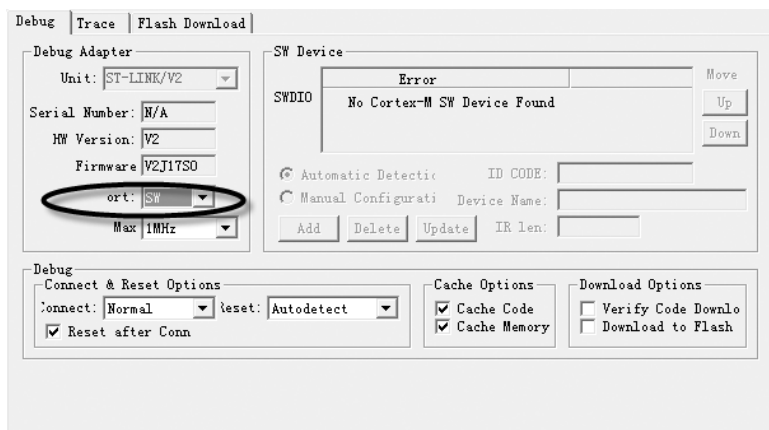 Debug Trace Flash Download
Debug Adapter
Unit: ST-LINK/V2
Serial Number: N/A
HW Version: V2
Firmware V2J17S0
ort: SW
Max 1MHz
SW Device
Error
SWDIO No Cortex-M SW Device Found
Move
Up
Down
Automatic Detectic ID CODE:
Manual Configurati Device Name:
Add Delete Update IR len:
Debug
Connect & Reset Options
Connect: Normal Reset: Autodetect
Reset after Conn
Cache Options
Cache Code
Cache Memory
Download Options
Verify Code Downlo
Download to Flash